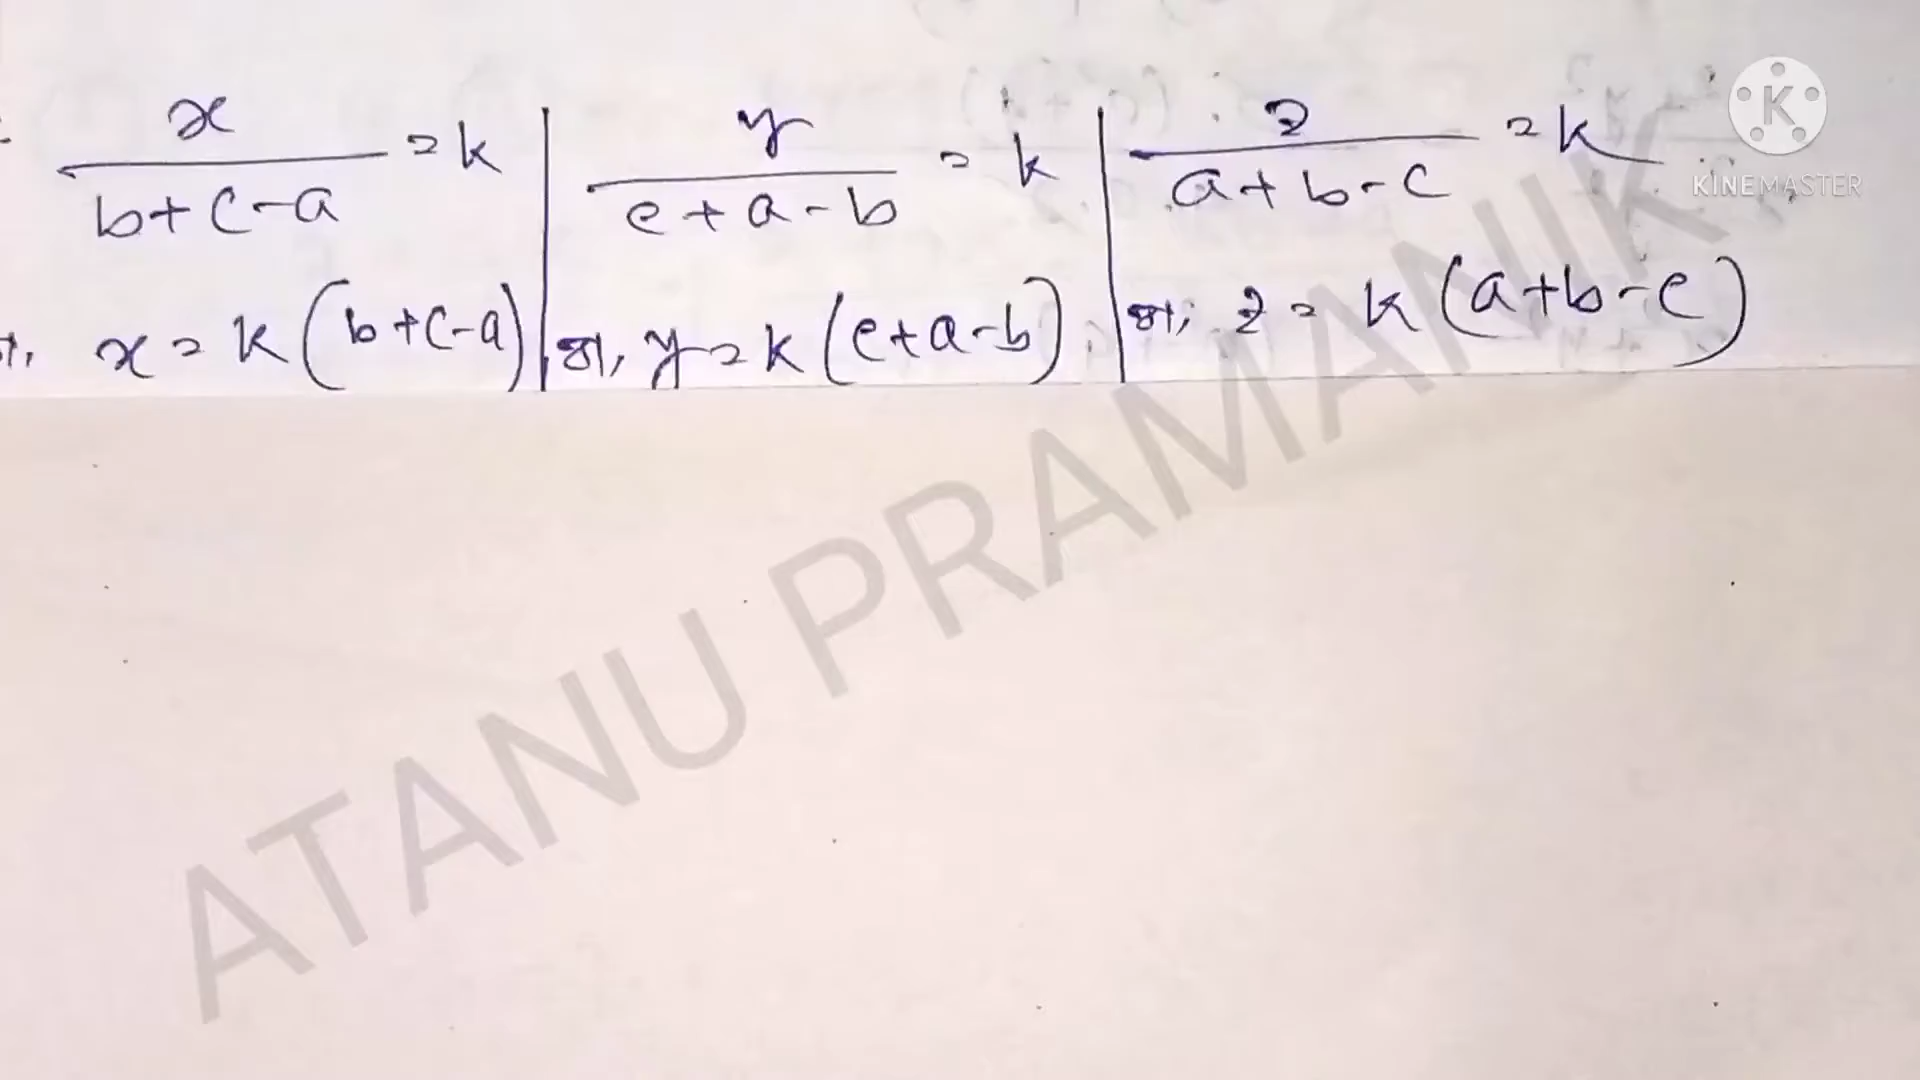 x/(b+c-a) = k | y/(c+a-b) = k | z/(a+b-c) = k
x = k(b+c-a) | বা, y = k(c+a-b) | বা, z = k(a+b-c)
KINEMASTER
ATANU PRAMANIK